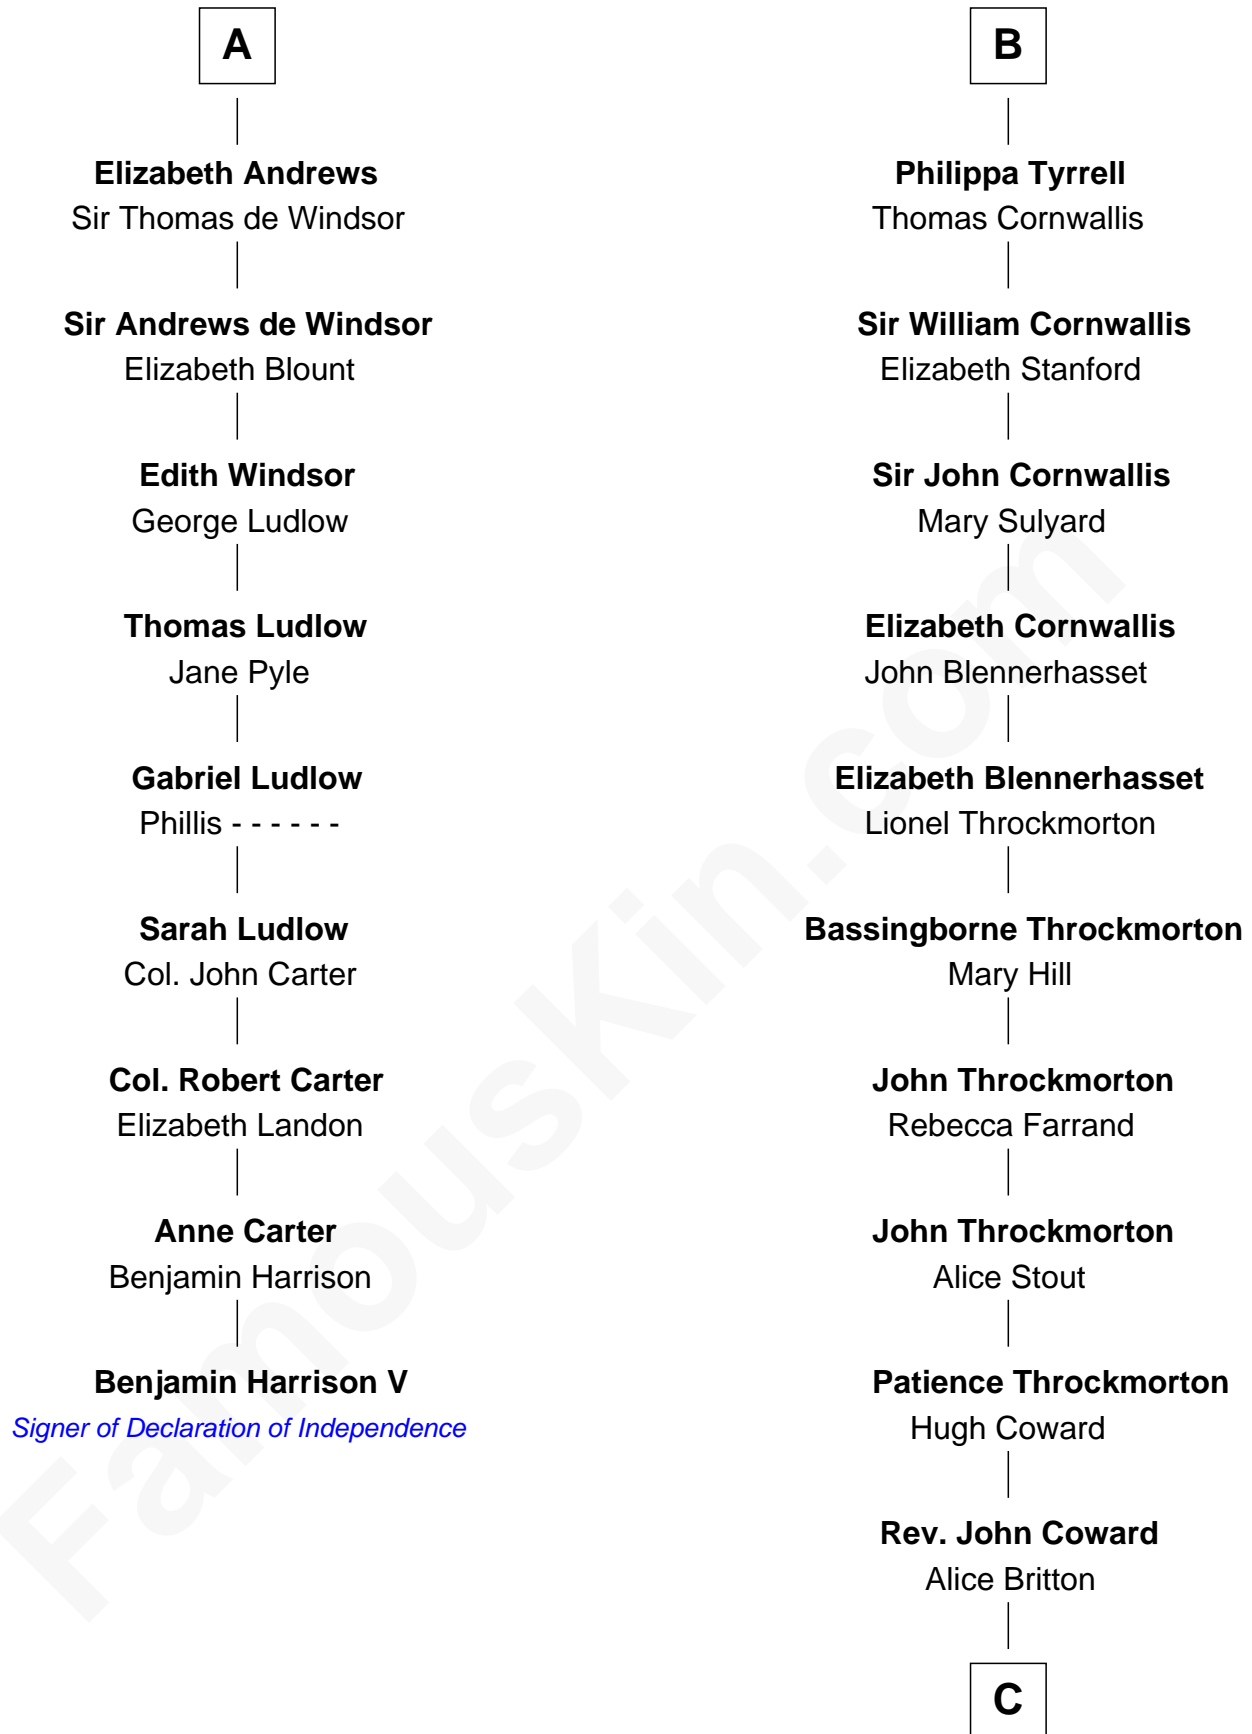 A
Elizabeth Andrews
Sir Thomas de Windsor
Sir Andrews de Windsor
Elizabeth Blount
Edith Windsor
George Ludlow
Thomas Ludlow
Jane Pyle
Gabriel Ludlow
Phillis - - - - - -
Sarah Ludlow
Col. John Carter
Col. Robert Carter
Elizabeth Landon
Anne Carter
Benjamin Harrison
Benjamin Harrison V
Signer of Declaration of Independence
B
Philippa Tyrrell
Thomas Cornwallis
Sir William Cornwallis
Elizabeth Stanford
Sir John Cornwallis
Mary Sulyard
Elizabeth Cornwallis
John Blennerhasset
Elizabeth Blennerhasset
Lionel Throckmorton
Bassingborne Throckmorton
Mary Hill
John Throckmorton
Rebecca Farrand
John Throckmorton
Alice Stout
Patience Throckmorton
Hugh Coward
Rev. John Coward
Alice Britton
C
FamousKin.com